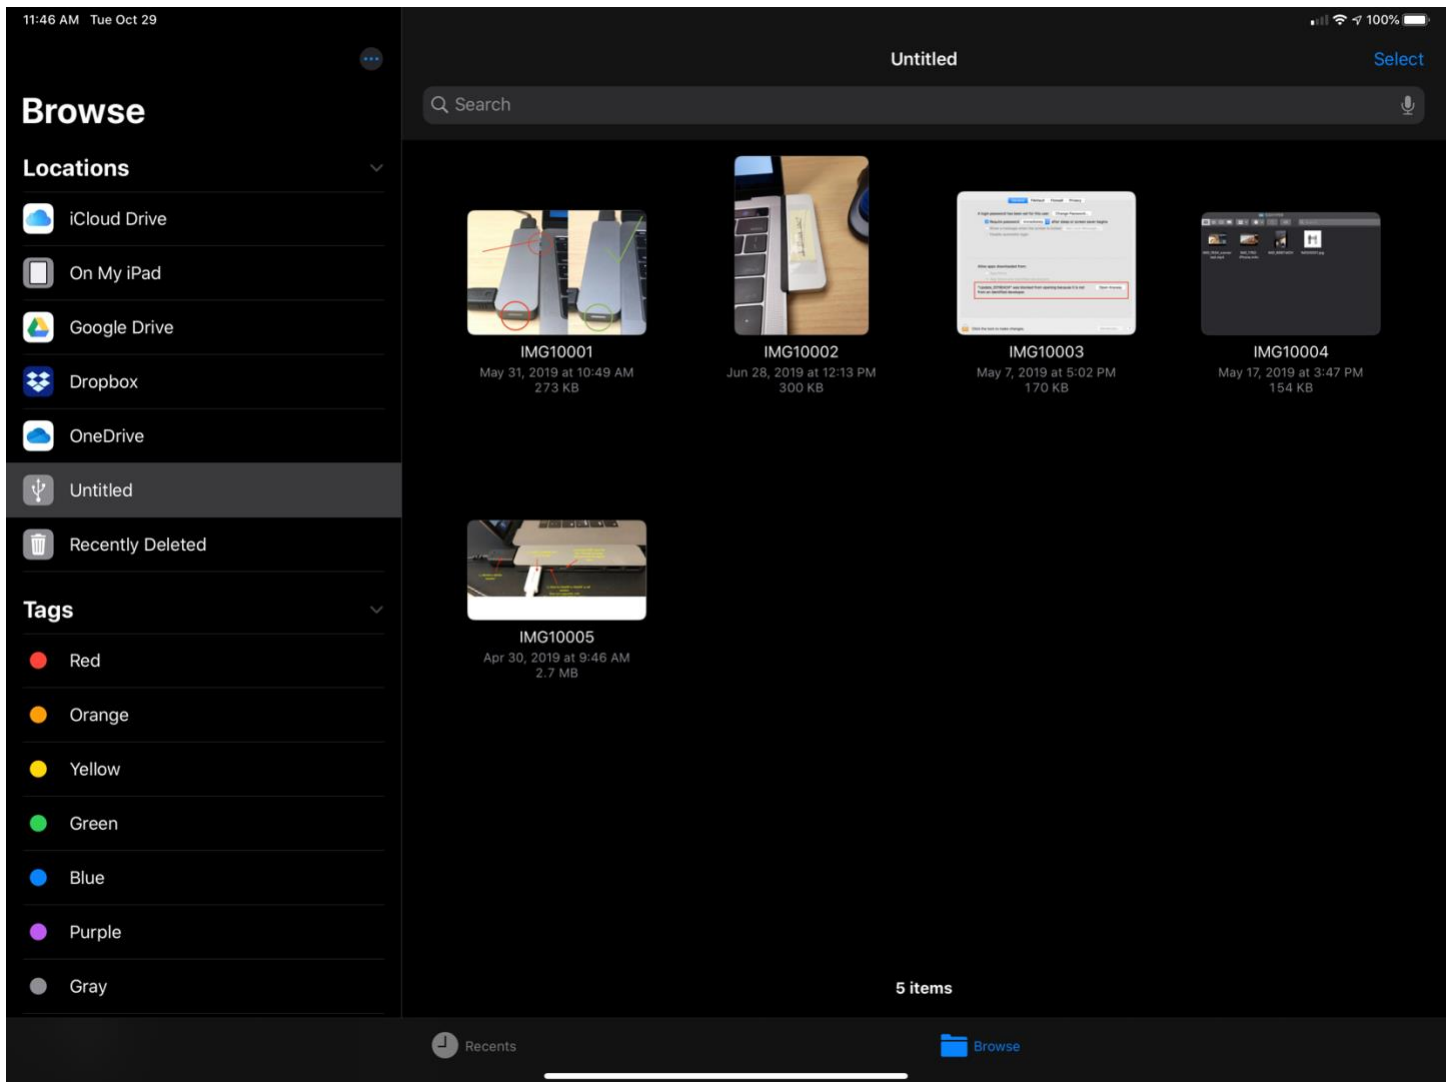 11:46 AM Tue Oct 29
100%
Untitled
Select
Browse
Search
Locations
iCloud Drive
On My iPad
Google Drive
Dropbox
OneDrive
Untitled
Recently Deleted
IMG10001
May 31, 2019 at 10:49 AM
273 KB
IMG10002
Jun 28, 2019 at 12:13 PM
300 KB
IMG10003
May 7, 2019 at 5:02 PM
170 KB
IMG10004
May 17, 2019 at 3:47 PM
154 KB
IMG10005
Apr 30, 2019 at 9:46 AM
2.7 MB
Tags
Red
Orange
Yellow
Green
Blue
Purple
Gray
5 items
Recents
Browse